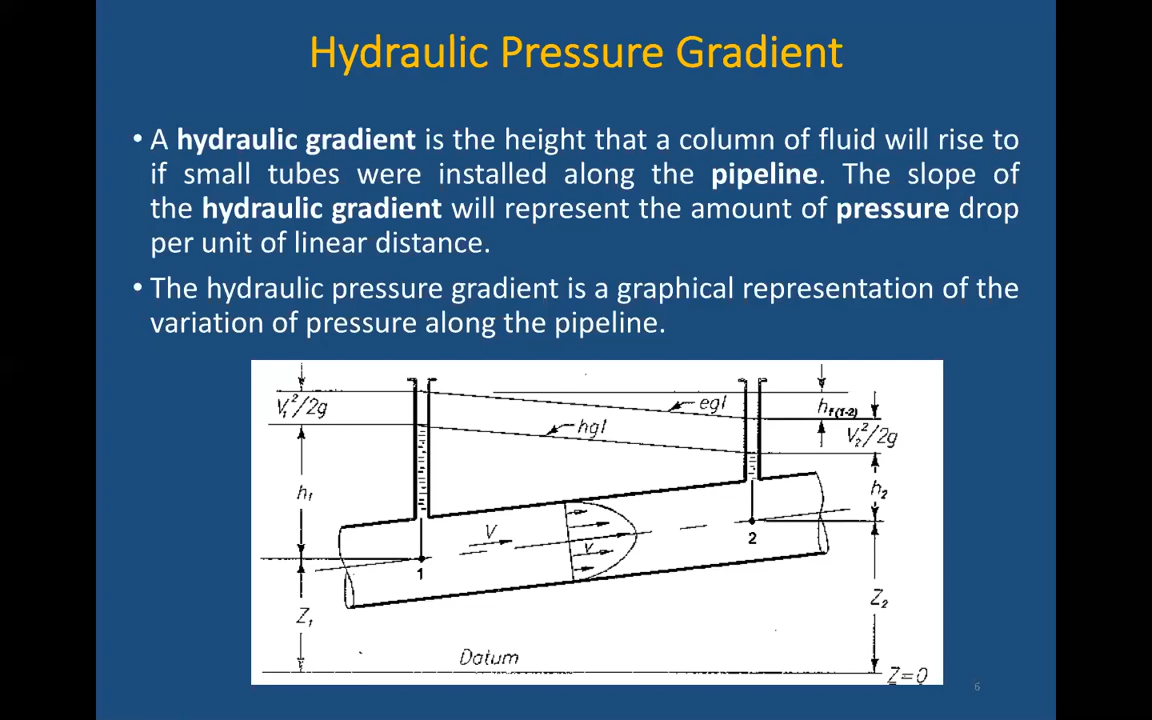 Hydraulic Pressure Gradient
• A hydraulic gradient is the height that a column of fluid will rise to
if small tubes were installed along the pipeline. The slope of
the hydraulic gradient will represent the amount of pressure drop
per unit of linear distance.
• The hydraulic pressure gradient is a graphical representation of the
variation of pressure along the pipeline.
V₁²/2g
egl
hf(1-2)
hgl
V₂²/2g
h₁
h₂
V
v
1
2
Z₁
Z₂
Datum
Z=0
6